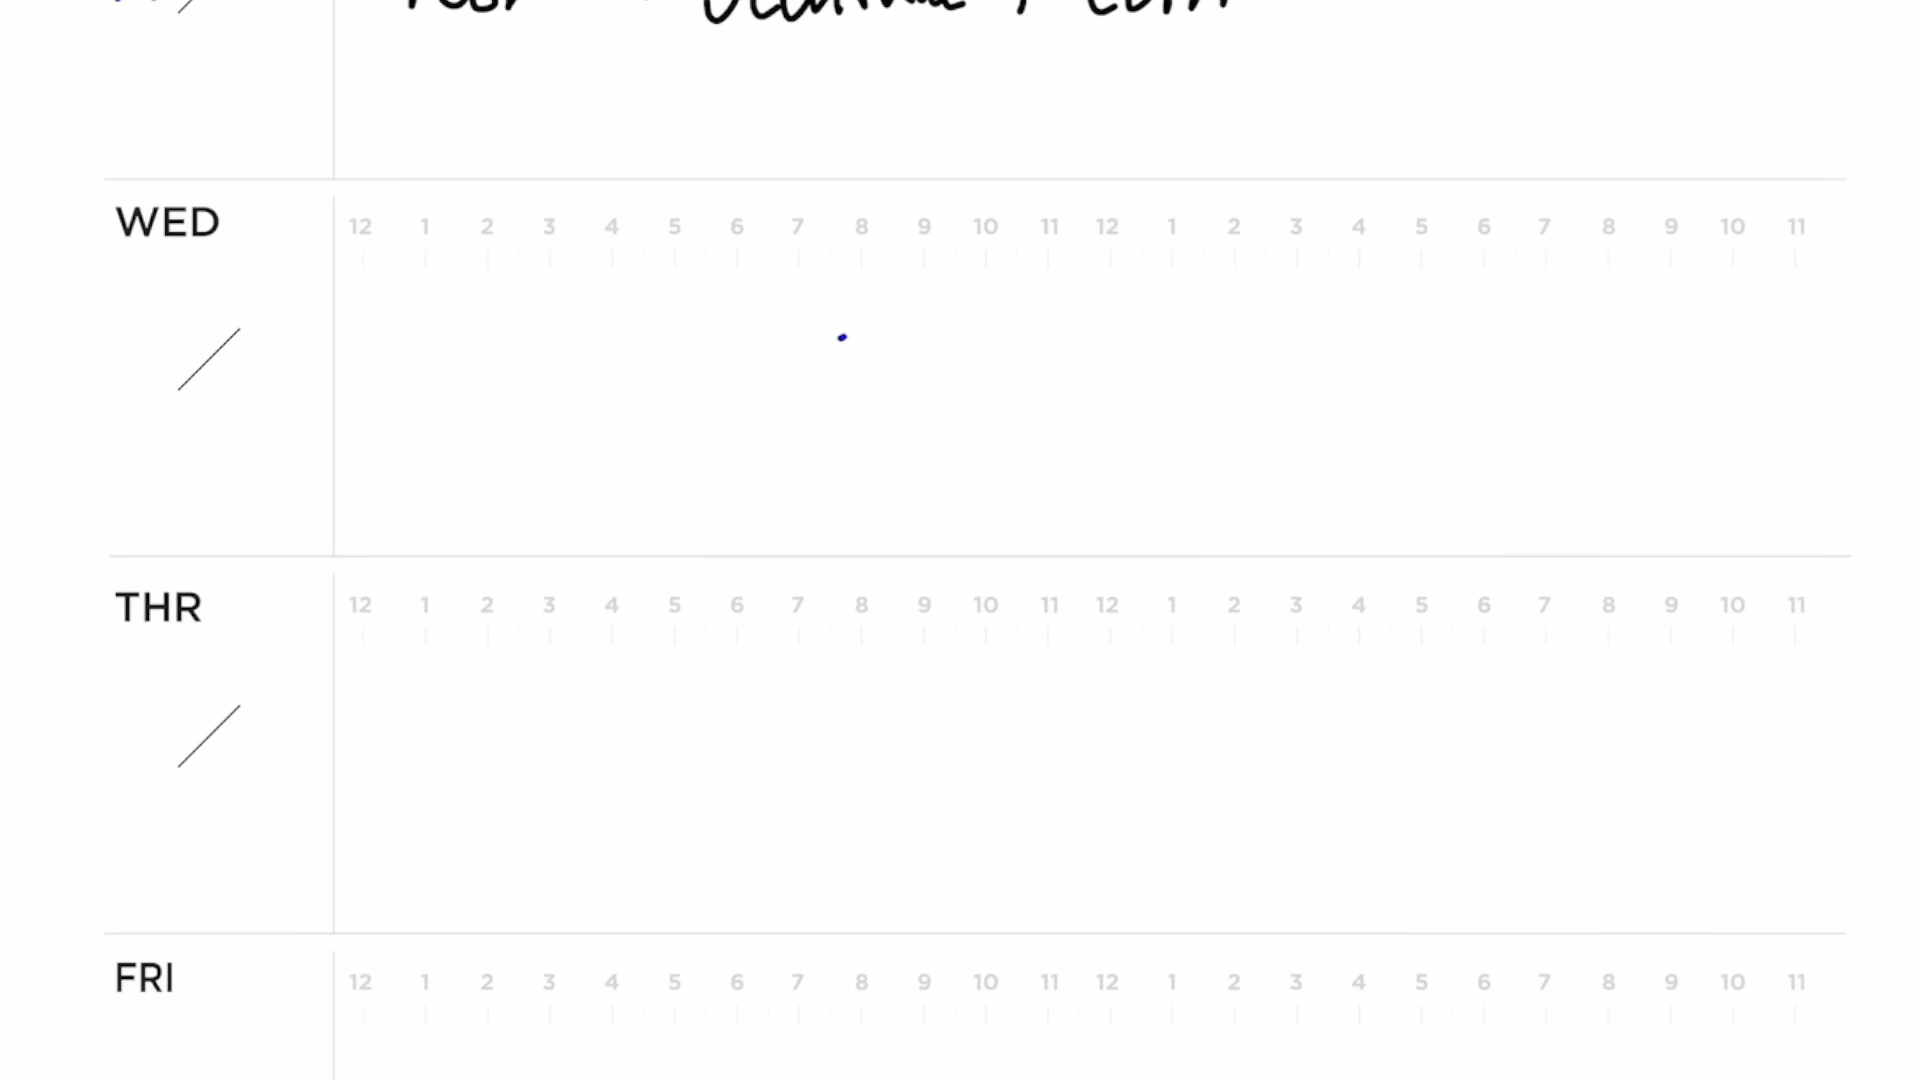 WED 12 1 2 3 4 5 6 7 8 9 10 11 12 1 2 3 4 5 6 7 8 9 10 11
THR 12 1 2 3 4 5 6 7 8 9 10 11 12 1 2 3 4 5 6 7 8 9 10 11
FRI 12 1 2 3 4 5 6 7 8 9 10 11 12 1 2 3 4 5 6 7 8 9 10 11